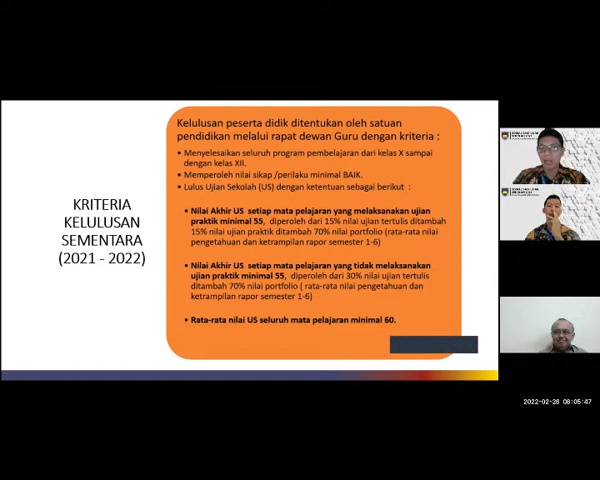 KRITERIA
KELULUSAN
SEMENTARA
(2021 - 2022)
Kelulusan peserta didik ditentukan oleh satuan
pendidikan melalui rapat dewan Guru dengan kriteria :
• Menyelesaikan seluruh program pembelajaran dari kelas X sampai
dengan kelas XII.
• Memperoleh nilai sikap /perilaku minimal BAIK.
• Lulus Ujian Sekolah (US) dengan ketentuan sebagai berikut :
• Nilai Akhir US setiap mata pelajaran yang melaksanakan ujian
praktir minimal 55, diperoleh dari 15% nilai ujian tertulis ditambah
15% nilai ujian praktik ditambah 70% nilai portfolio (rata-rata nilai
pengetahuan dan ketrampilan rapor semester 1-6)
• Nilai Akhir US setiap mata pelajaran yang tidak melaksanakan
ujian praktik minimal 55, diperoleh dari 30% nilai ujian tertulis
ditambah 70% nilai portfolio ( rata-rata nilai pengetahuan dan
ketrampilan rapor semester 1-6)
• Rata-rata nilai US seluruh mata pelajaran minimal 60.
2022-02-26 08:05:47